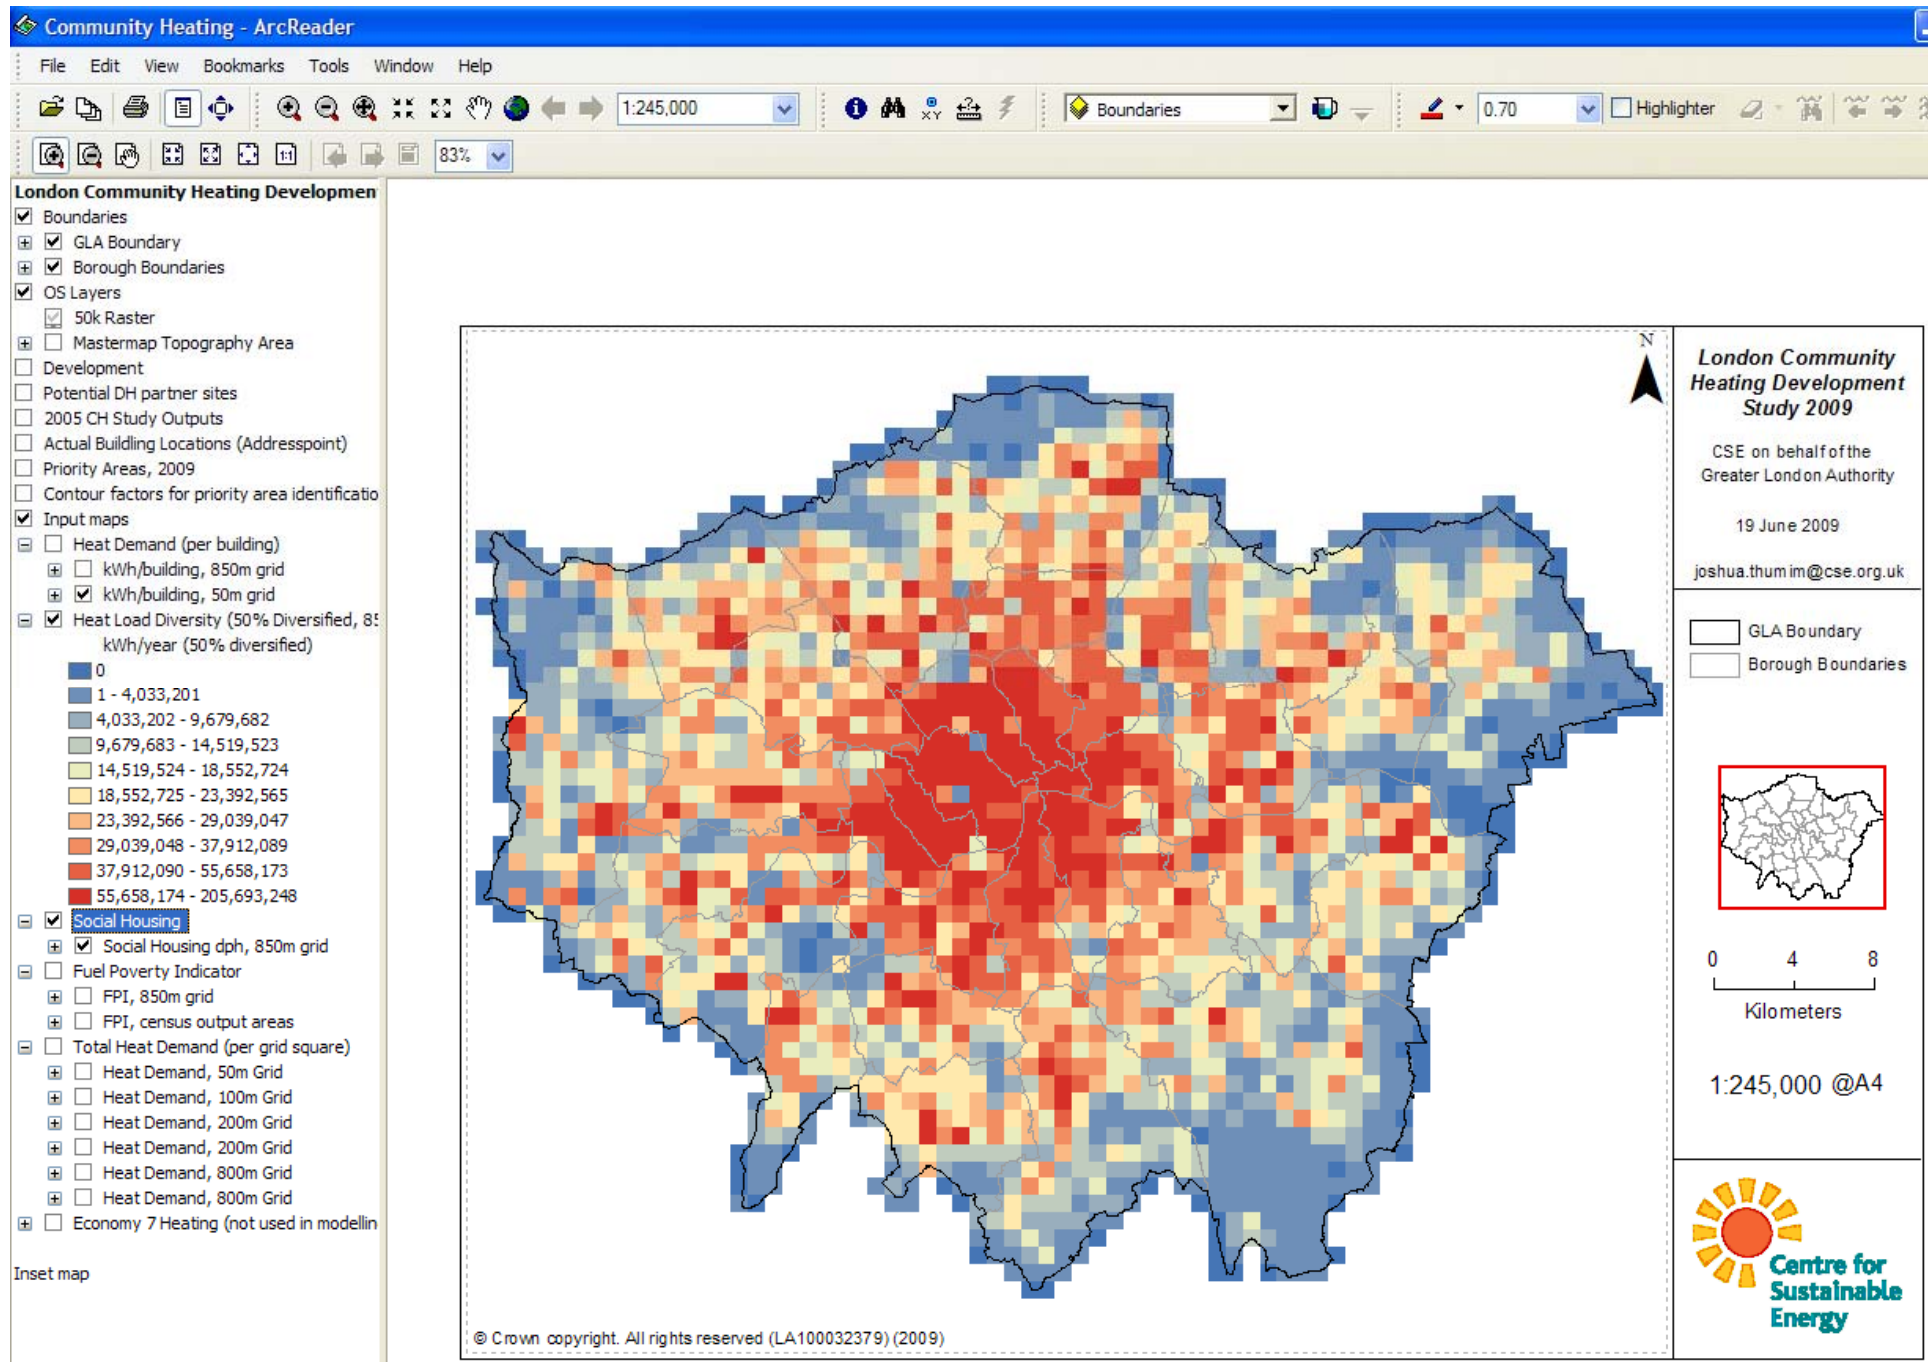 Community Heating - ArcReader
File Edit View Bookmarks Tools Window Help
1:245,000
XY
Boundaries
0.70
Highlighter
1:1
83%
London Community Heating Developmen
Boundaries
GLA Boundary
Borough Boundaries
OS Layers
50k Raster
Mastermap Topography Area
Development
Potential DH partner sites
2005 CH Study Outputs
Actual Building Locations (Addresspoint)
Priority Areas, 2009
Contour factors for priority area identificatio
Input maps
Heat Demand (per building)
kWh/building, 850m grid
kWh/building, 50m grid
Heat Load Diversity (50% Diversified, 85
kWh/year (50% diversified)
0
1 - 4,033,201
4,033,202 - 9,679,682
9,679,683 - 14,519,523
14,519,524 - 18,552,724
18,552,725 - 23,392,565
23,392,566 - 29,039,047
29,039,048 - 37,912,089
37,912,090 - 55,658,173
55,658,174 - 205,693,248
Social Housing
Social Housing dph, 850m grid
Fuel Poverty Indicator
FPI, 850m grid
FPI, census output areas
Total Heat Demand (per grid square)
Heat Demand, 50m Grid
Heat Demand, 100m Grid
Heat Demand, 200m Grid
Heat Demand, 200m Grid
Heat Demand, 800m Grid
Heat Demand, 800m Grid
Economy 7 Heating (not used in modellin
Inset map
N
© Crown copyright. All rights reserved (LA100032379) (2009)
London Community
Heating Development
Study 2009
CSE on behalf of the
Greater London Authority
19 June 2009
joshua.thumim@cse.org.uk
GLA Boundary
Borough Boundaries
0 4 8
Kilometers
1:245,000 @A4
Centre for
Sustainable
Energy